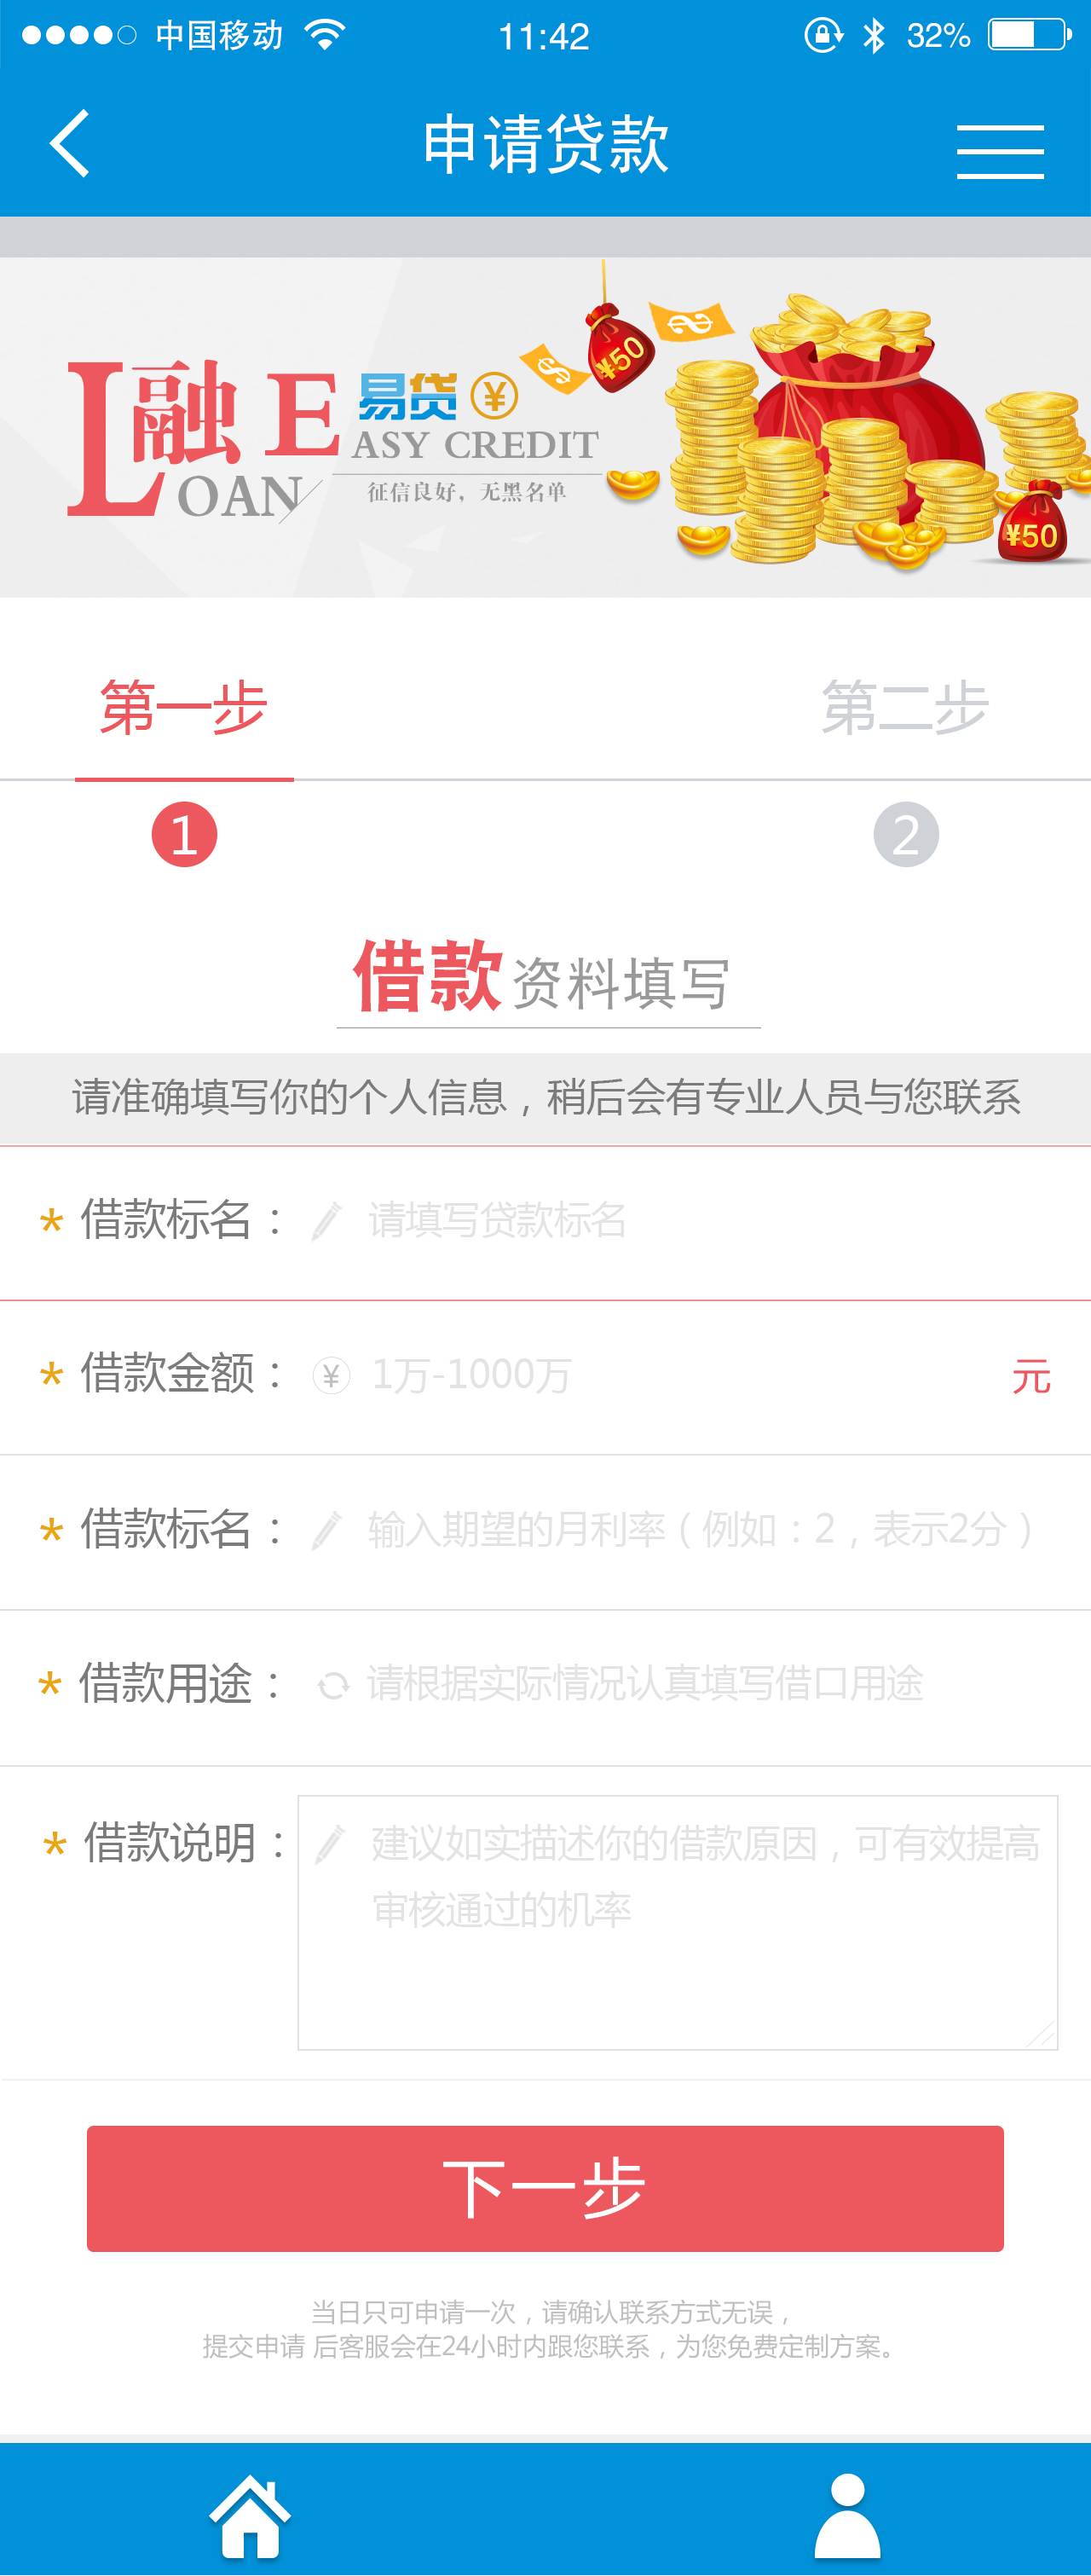 中国移动 11:42 32%
申请贷款
L融 E 易贷 ¥
OAN ASY CREDIT
征信良好，无黑名单
¥50
¥50
第一步 第二步
1 2
借款资料填写
请准确填写你的个人信息，稍后会有专业人员与您联系
* 借款标名： 请填写贷款标名
* 借款金额： ¥ 1万-1000万 元
* 借款标名： 输入期望的月利率（例如：2，表示2分）
* 借款用途： 请根据实际情况认真填写借口用途
* 借款说明： 建议如实描述你的借款原因，可有效提高
审核通过的机率
下一步
当日只可申请一次，请确认联系方式无误，
提交申请 后客服会在24小时内跟您联系，为您免费定制方案。